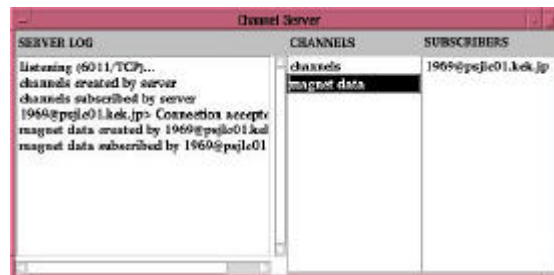 Channel Server
SERVER LOG
Listening (6011/TCP)...
channels created by server
channels subscribed by server
1969@psjlc01.kek.jp> Connection accepte
magnet data created by 1969@psjlc01.kel
magnet data subscribed by 1969@psjlc01
CHANNELS
channels
magnet data
SUBSCRIBERS
1969@psjlc01.kek.jp